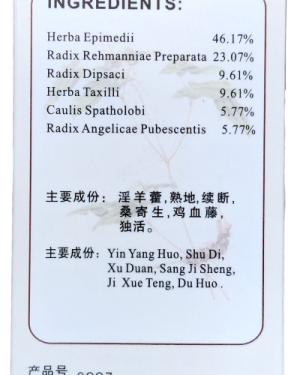 INGREDIENTS:
Herba Epimedii 46.17%
Radix Rehmanniae Preparata 23.07%
Radix Dipsaci 9.61%
Herba Taxilli 9.61%
Caulis Spatholobi 5.77%
Radix Angelicae Pubescentis 5.77%
主要成份： 淫羊藿,熟地,续断,
桑寄生,鸡血藤,
独活。
主要成份： Yin Yang Huo, Shu Di,
Xu Duan, Sang Ji Sheng,
Ji Xue Teng, Du Huo .
产品号